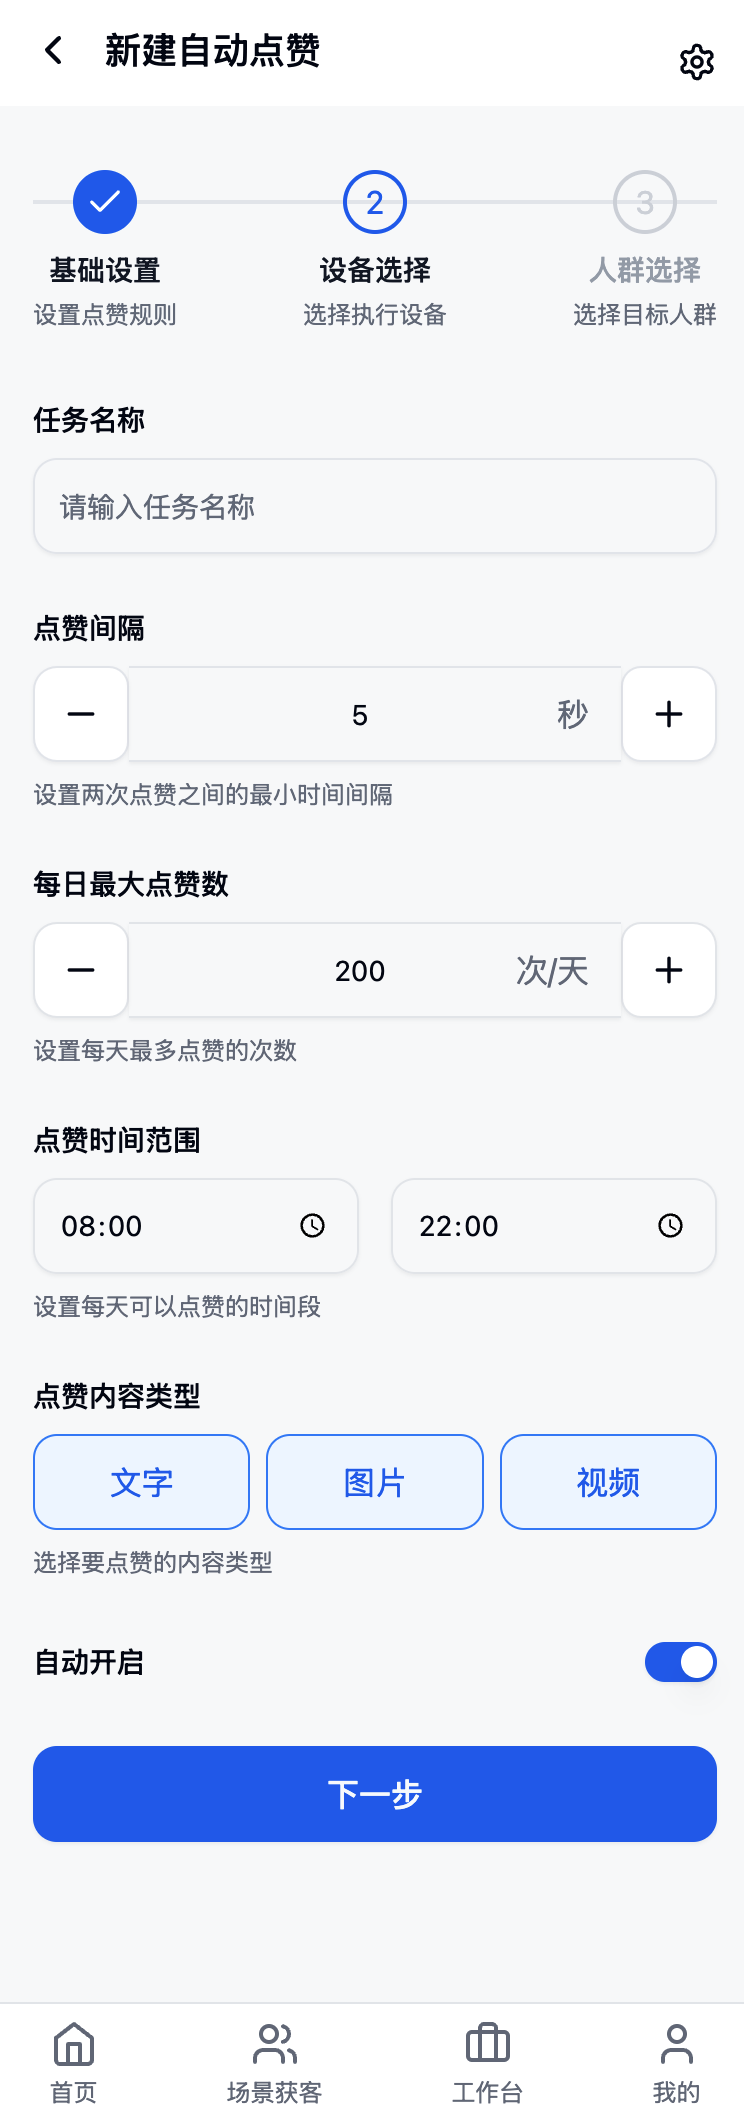 新建自动点赞
2
3
基础设置
设备选择
人群选择
设置点赞规则
选择执行设备
选择目标人群
任务名称
请输入任务名称
点赞间隔
5 秒
设置两次点赞之间的最小时间间隔
每日最大点赞数
200 次/天
设置每天最多点赞的次数
点赞时间范围
08:00
22:00
设置每天可以点赞的时间段
点赞内容类型
文字
图片
视频
选择要点赞的内容类型
自动开启
下一步
首页
场景获客
工作台
我的